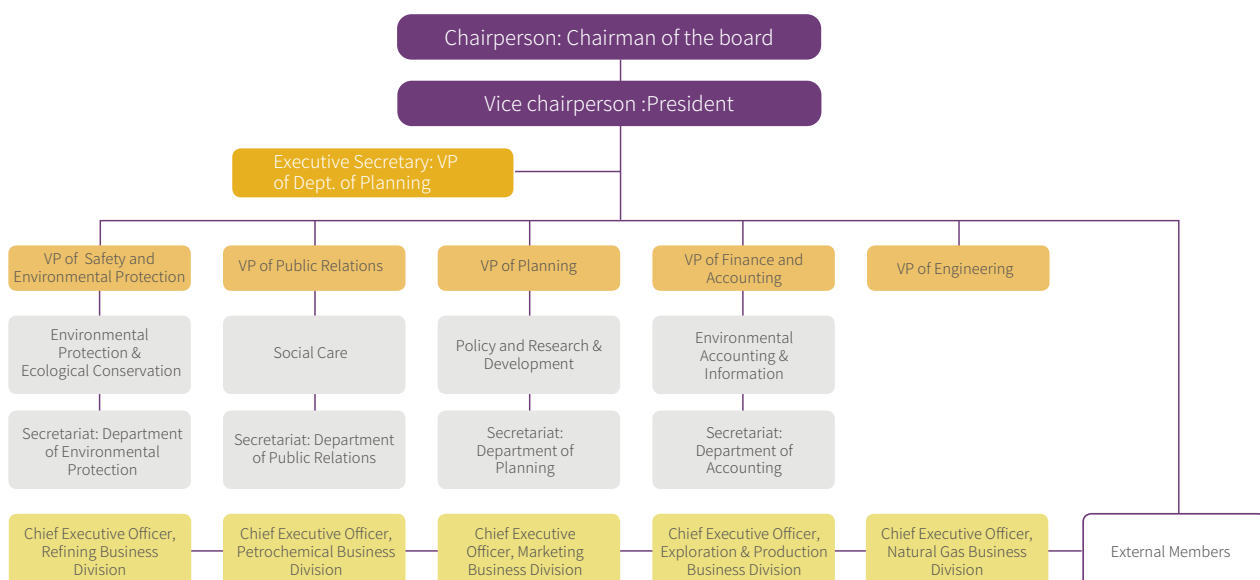 Chairperson: Chairman of the board
Vice chairperson :President
Executive Secretary: VP
of Dept. of Planning
VP of Safety and
Environmental Protection
VP of Public Relations
VP of Planning
VP of Finance and
Accounting
VP of Engineering
Environmental
Protection &
Ecological Conservation
Social Care
Policy and Research &
Development
Environmental
Accounting &
Information
Secretariat: Department
of Environmental
Protection
Secretariat: Department
of Public Relations
Secretariat:
Department of
Planning
Secretariat:
Department of
Accounting
Chief Executive Officer,
Refining Business
Division
Chief Executive Officer,
Petrochemical Business
Division
Chief Executive
Officer, Marketing
Business Division
Chief Executive Officer,
Exploration & Production
Business Division
Chief Executive Officer,
Natural Gas Business
Division
External Members